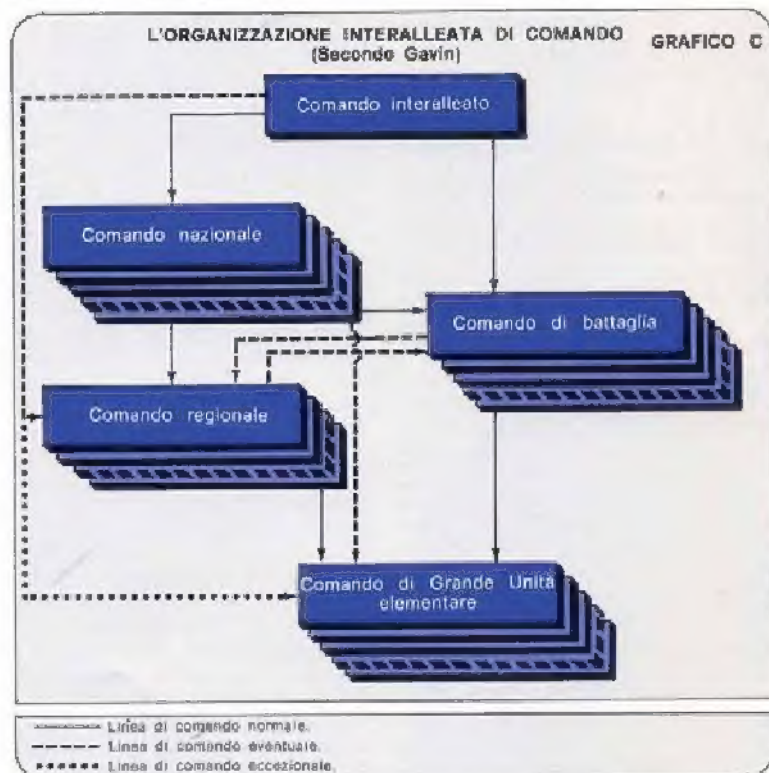 L'ORGANIZZAZIONE INTERALLEATA DI COMANDO
(Secondo Gavin)
GRAFICO C
Comando interalleato
Comando nazionale
Comando di battaglia
Comando regionale
Comando di Grande Unità
elementare
Linea di comando normale.
Linea di comando eventuale.
Linea di comando eccezionale.